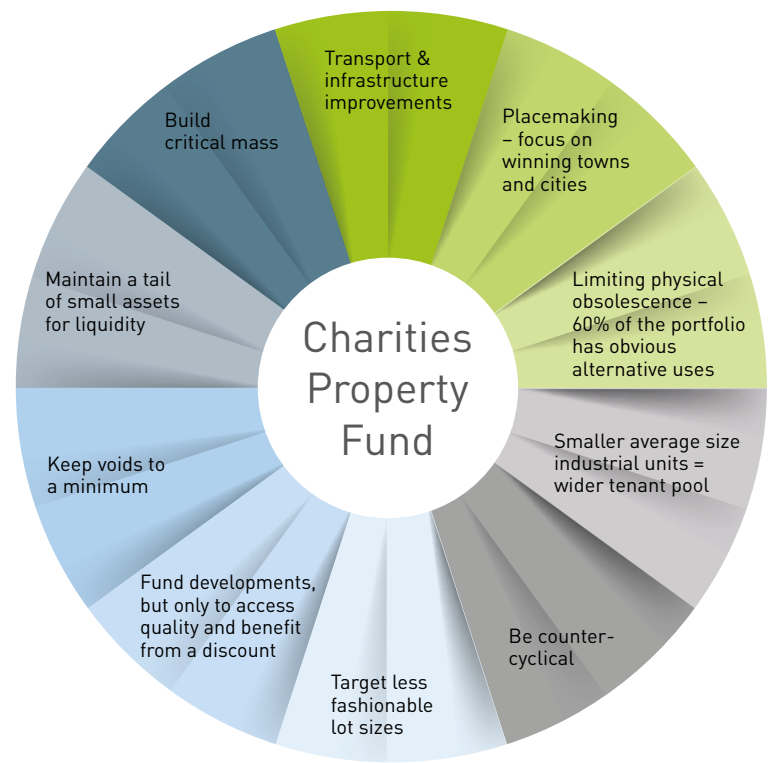 Transport &
infrastructure
improvements
Placemaking
– focus on
winning towns
and cities
Limiting physical
obsolescence –
60% of the portfolio
has obvious
alternative uses
Smaller average size
industrial units =
wider tenant pool
Be counter-
cyclical
Target less
fashionable
lot sizes
Fund developments,
but only to access
quality and benefit
from a discount
Keep voids to
a minimum
Maintain a tail
of small assets
for liquidity
Build
critical mass
Charities
Property
Fund